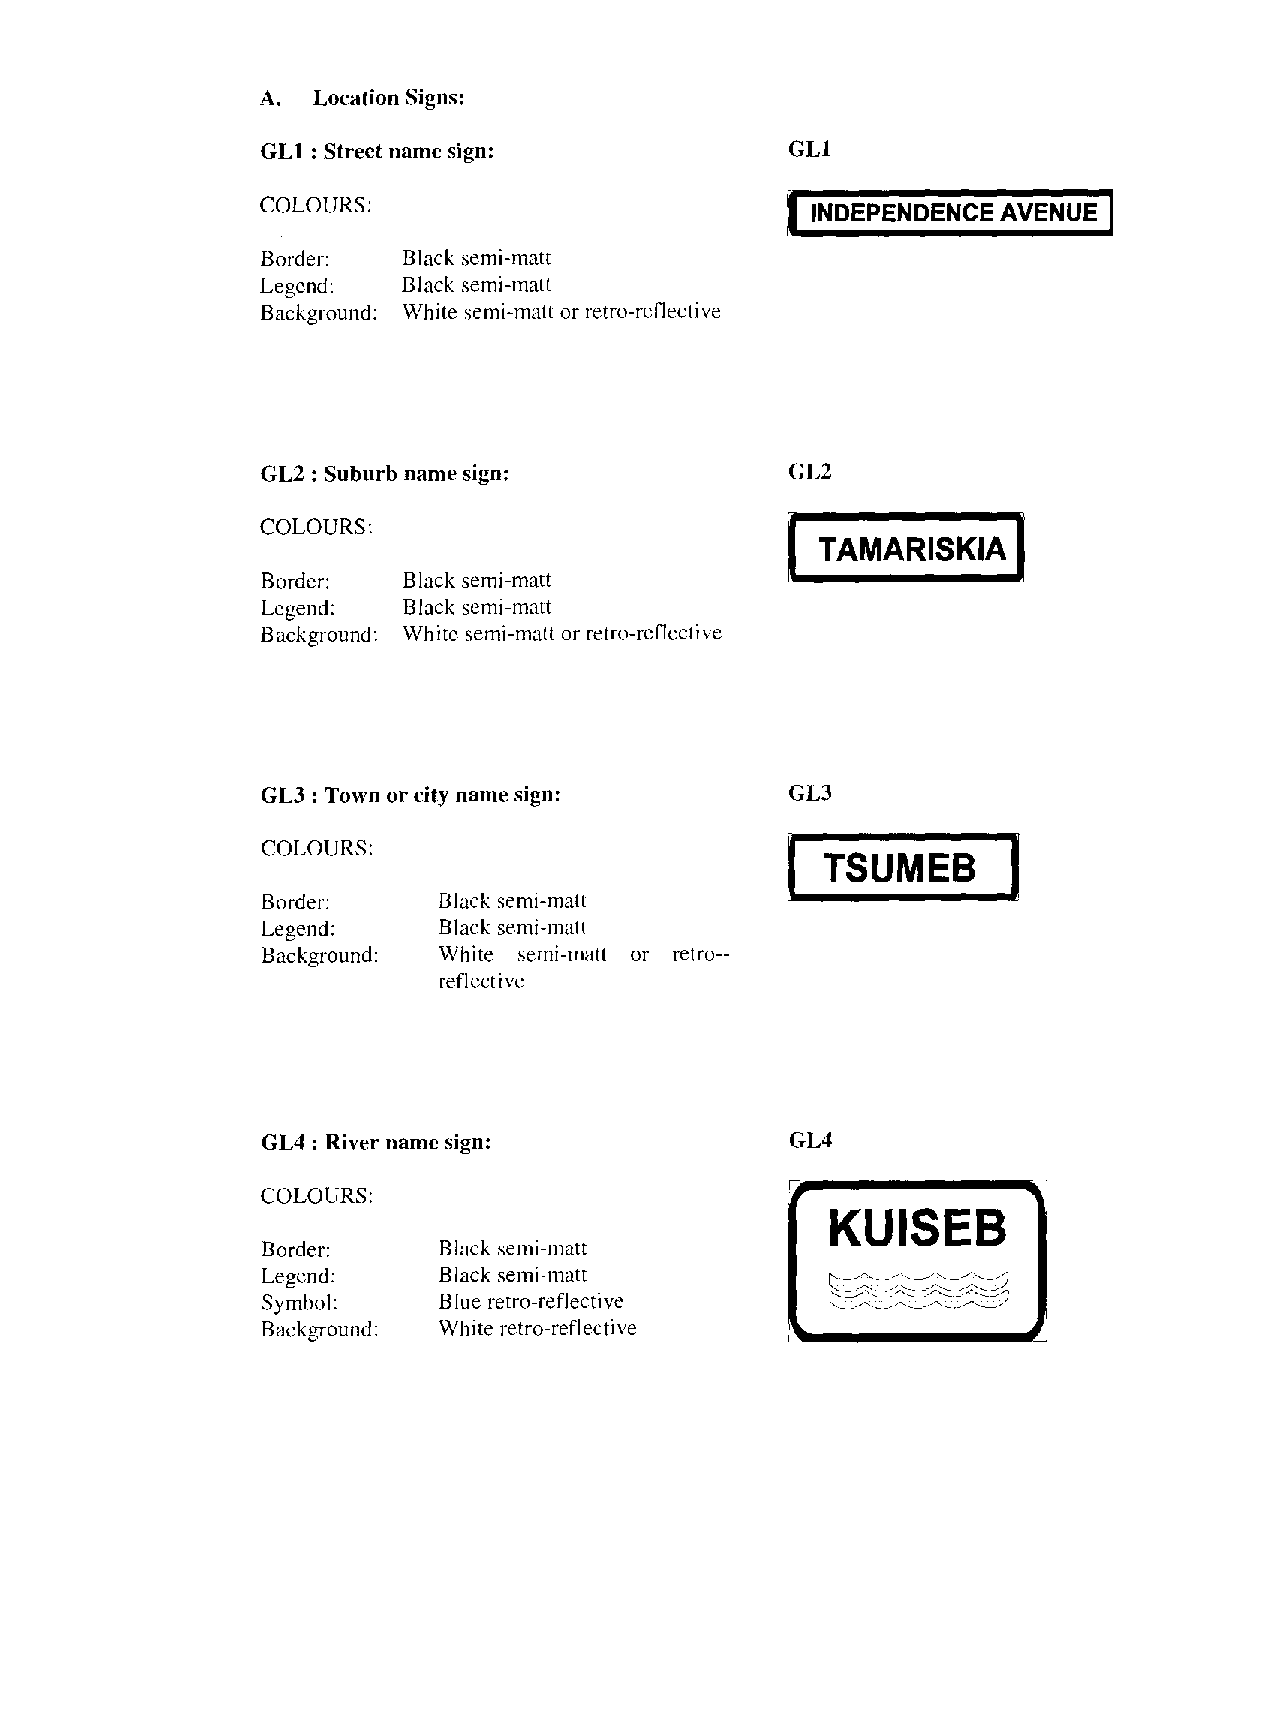 A. Location Signs:
GL1 : Street name sign: GL1
COLOURS:
INDEPENDENCE AVENUE
Border: Black semi-matt
Legend: Black semi-matt
Background: White semi-matt or retro-reflective
GL2 : Suburb name sign: GL2
COLOURS:
TAMARISKIA
Border: Black semi-matt
Legend: Black semi-matt
Background: White semi-matt or retro-reflective
GL3 : Town or city name sign: GL3
COLOURS:
TSUMEB
Border: Black semi-matt
Legend: Black semi-matt
Background: White semi-matt or retro--
reflective
GL4 : River name sign: GL4
COLOURS:
KUISEB
Border: Black semi-matt
Legend: Black semi-matt
Symbol: Blue retro-reflective
Background: White retro-reflective